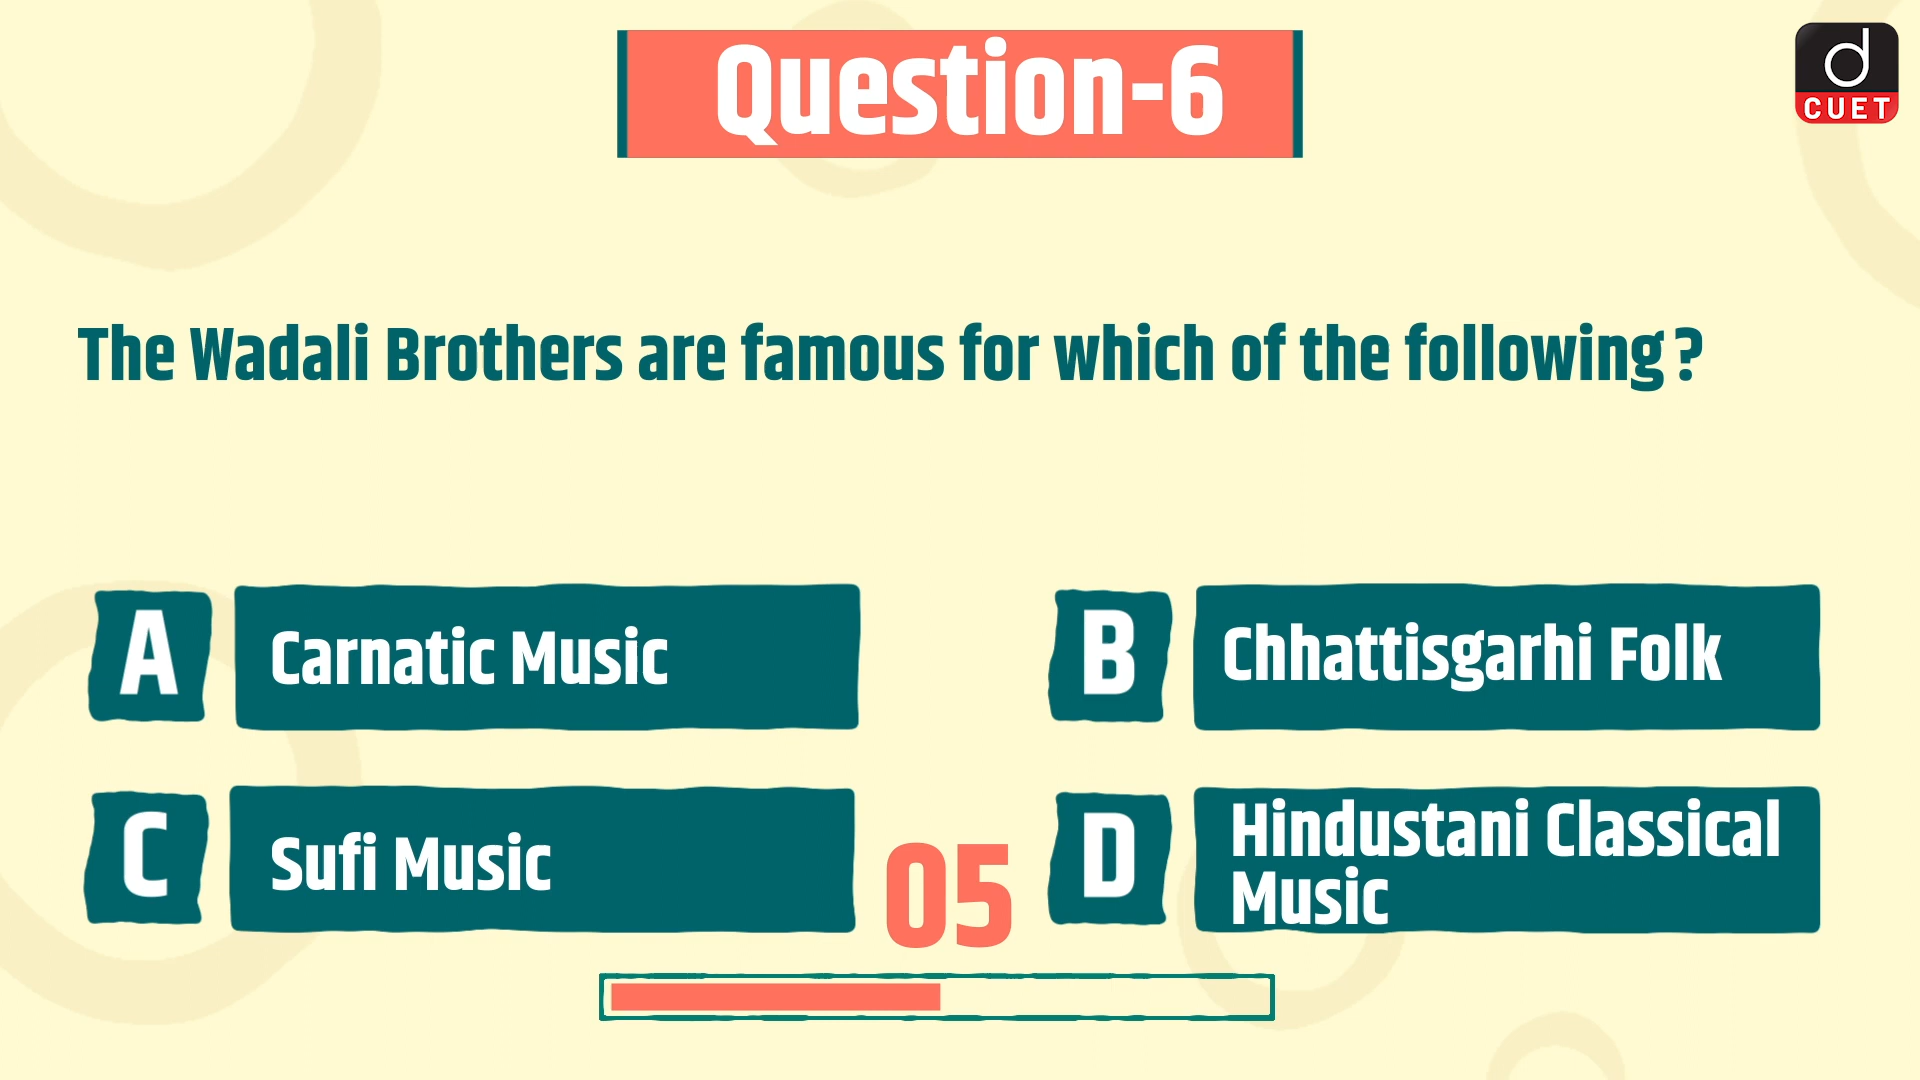 Question-6
d
CUET
The Wadali Brothers are famous for which of the following ?
A
Carnatic Music
B
Chhattisgarhi Folk
C
Sufi Music
D
Hindustani Classical
Music
05